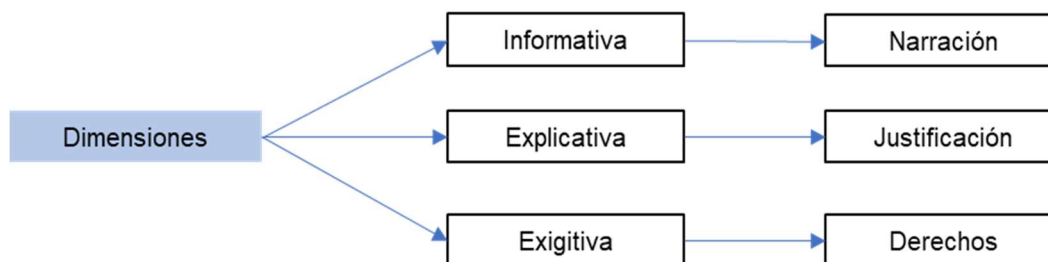 Informativa
Narración
Dimensiones
Explicativa
Justificación
Exigitiva
Derechos